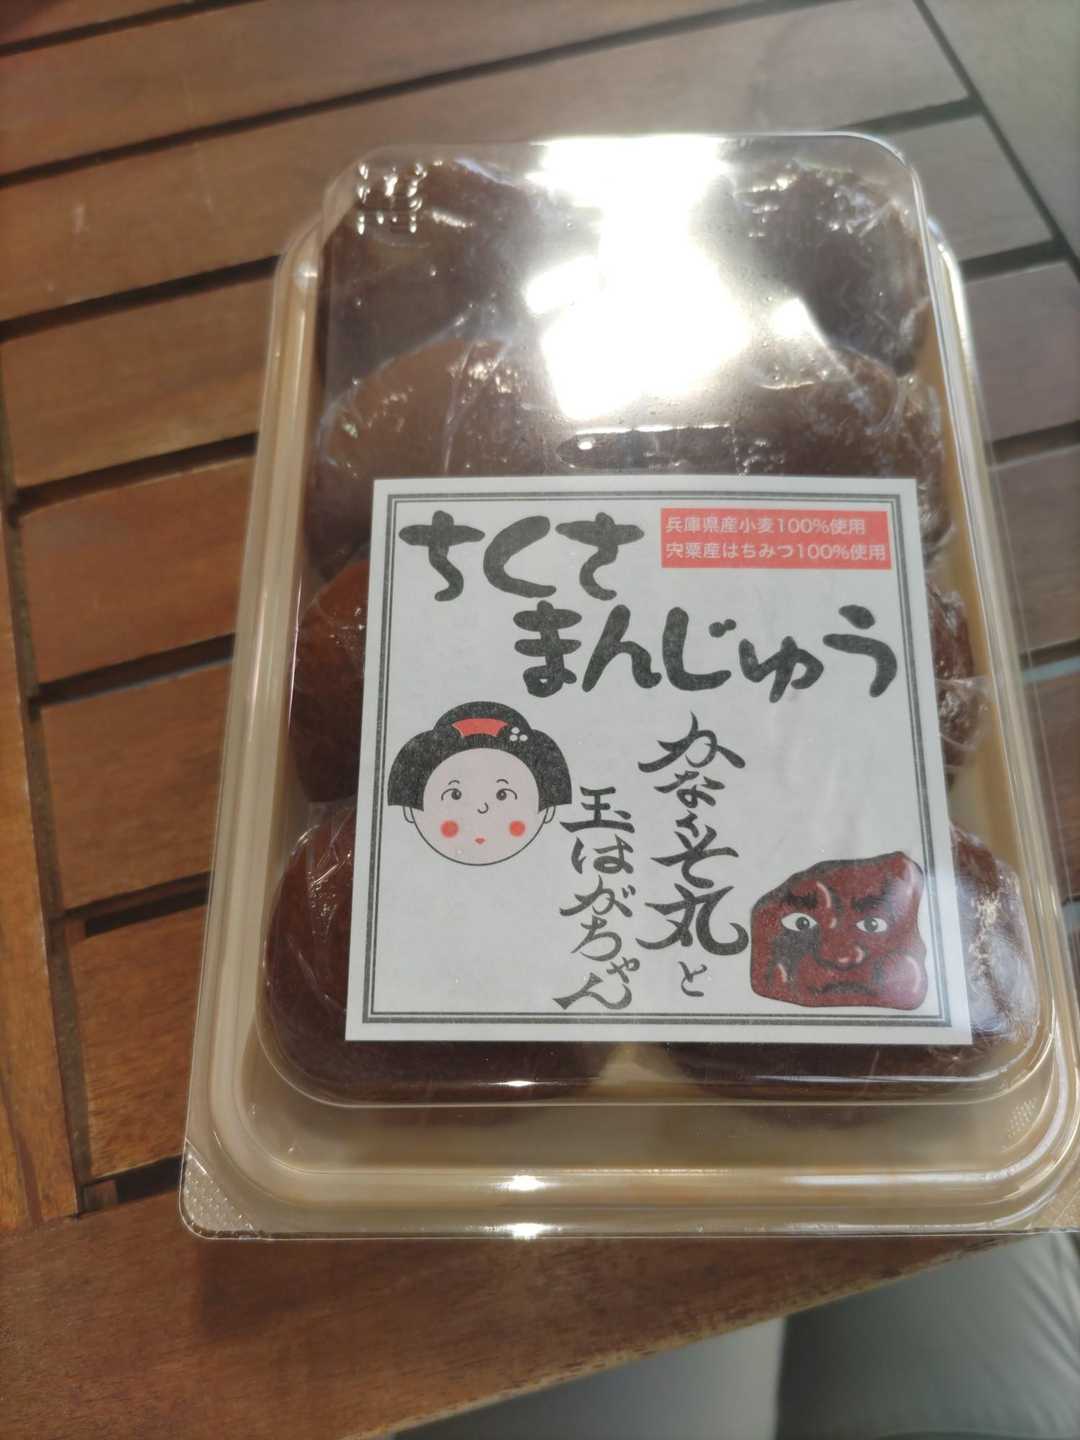 ちくさ
まんじゅう
兵庫県産小麦100%使用
宍粟産はちみつ100%使用
かないそ丸と
玉はがちゃん